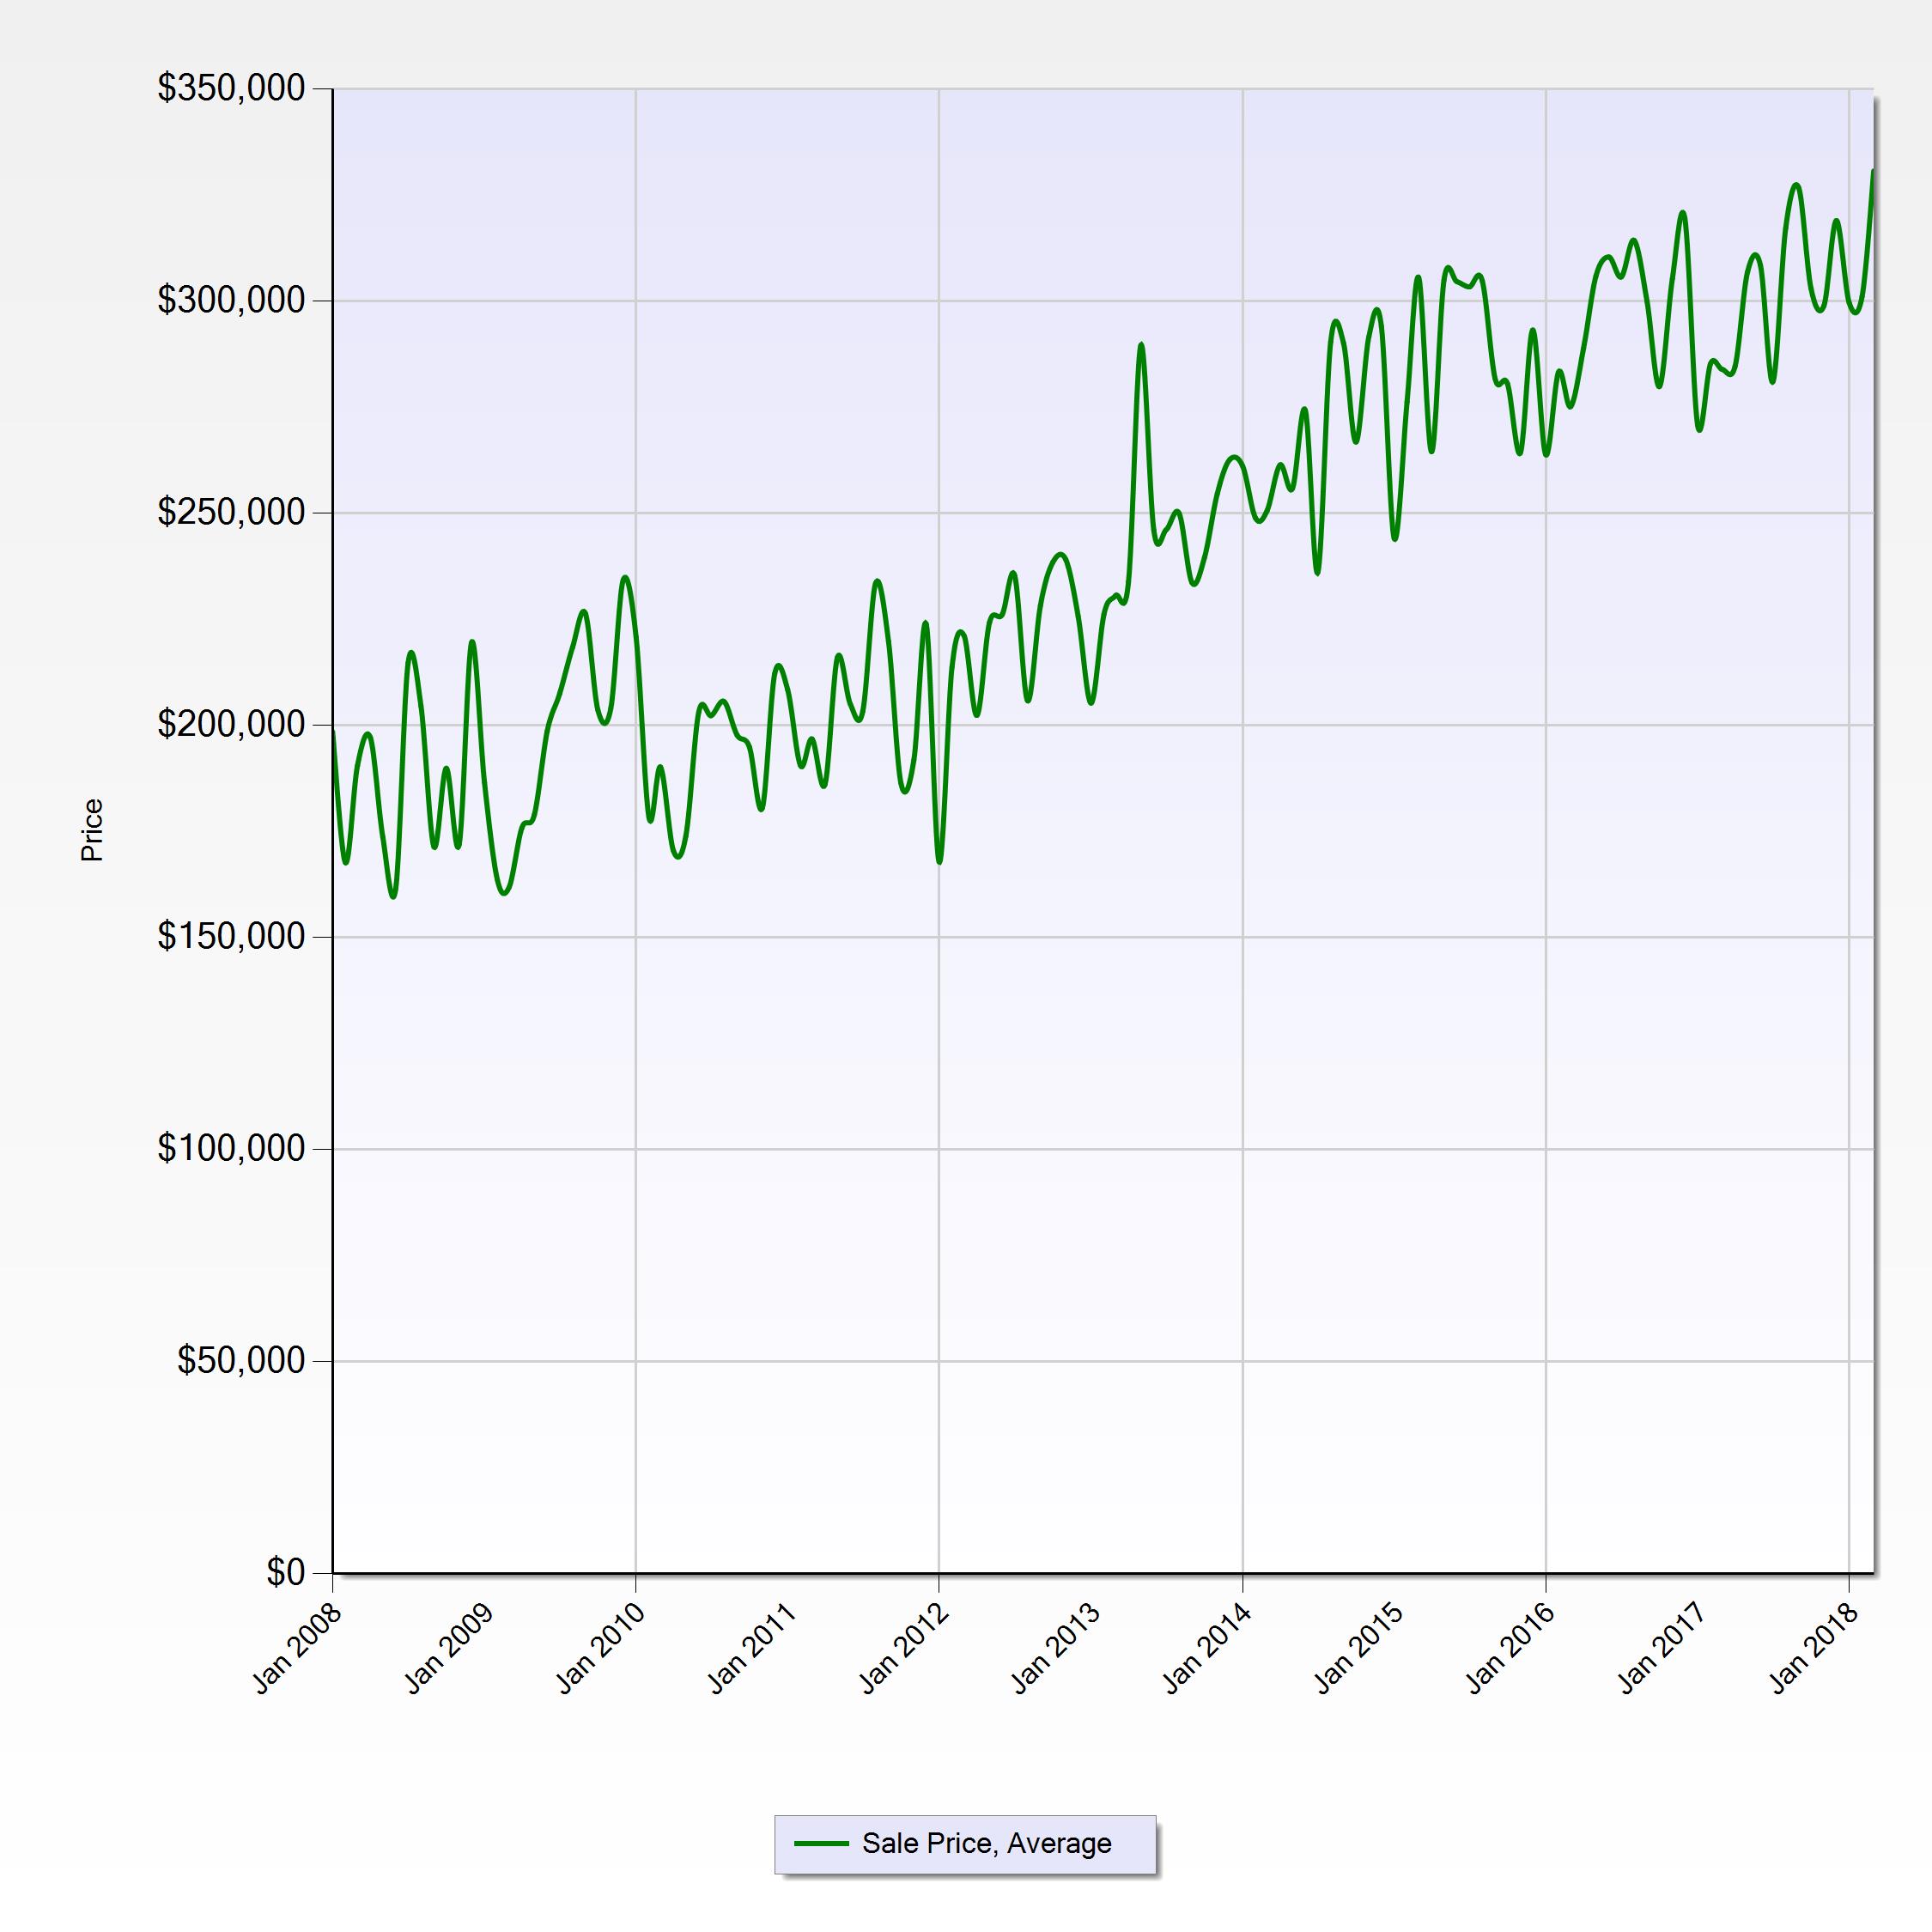 $350,000
$300,000
$250,000
$200,000
Price
$150,000
$100,000
$50,000
$0
Jan 2008
Jan 2009
Jan 2010
Jan 2011
Jan 2012
Jan 2013
Jan 2014
Jan 2015
Jan 2016
Jan 2017
Jan 2018
Sale Price, Average